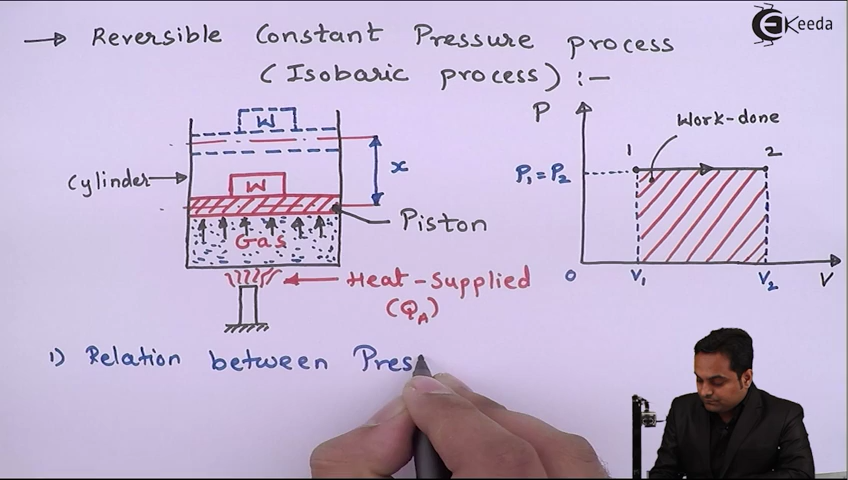 Ekeeda
→ Reversible Constant Pressure process
(Isobaric process) :-
W
W
x
Cylinder
Piston
Gas
Heat-Supplied
(Q_A)
P
Work-done
1
2
P₁=P₂
0
V₁
V₂
V
1) Relation between Pres